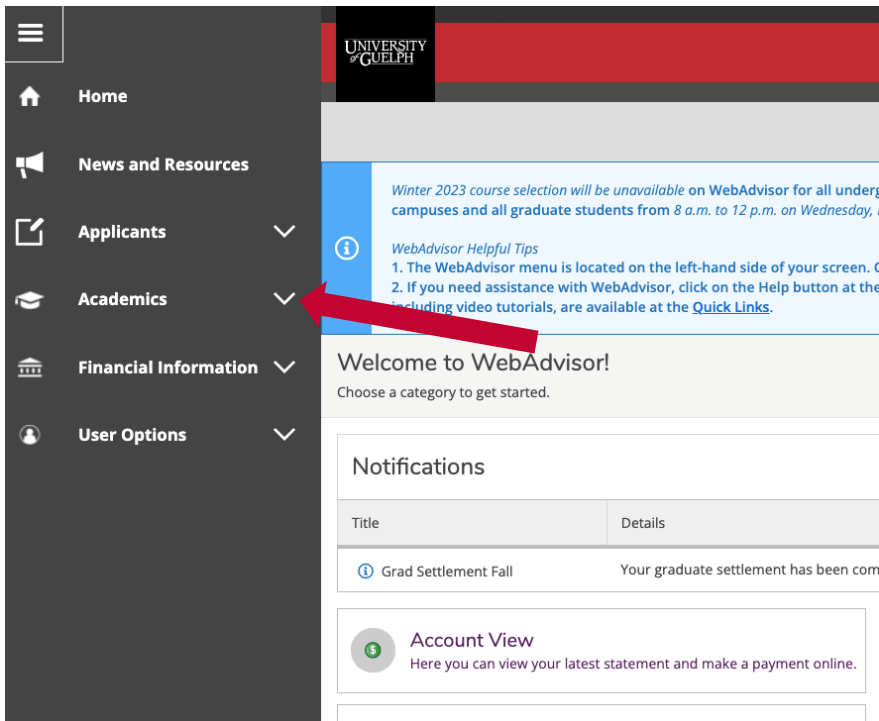 UNIVERSITY
of GUELPH
Home
News and Resources
Applicants
Academics
Financial Information
User Options
Winter 2023 course selection will be unavailable on WebAdvisor for all
campuses and all graduate students from 8 a.m. to 12 p.m. on Wednesday,
WebAdvisor Helpful Tips
1. The WebAdvisor menu is located on the left-hand side of your screen.
2. If you need assistance with WebAdvisor, click on the Help button at the
including video tutorials, are available at the Quick Links.
Welcome to WebAdvisor!
Choose a category to get started.
Notifications
Title Details
Grad Settlement Fall Your graduate settlement has been com
Account View
Here you can view your latest statement and make a payment online.